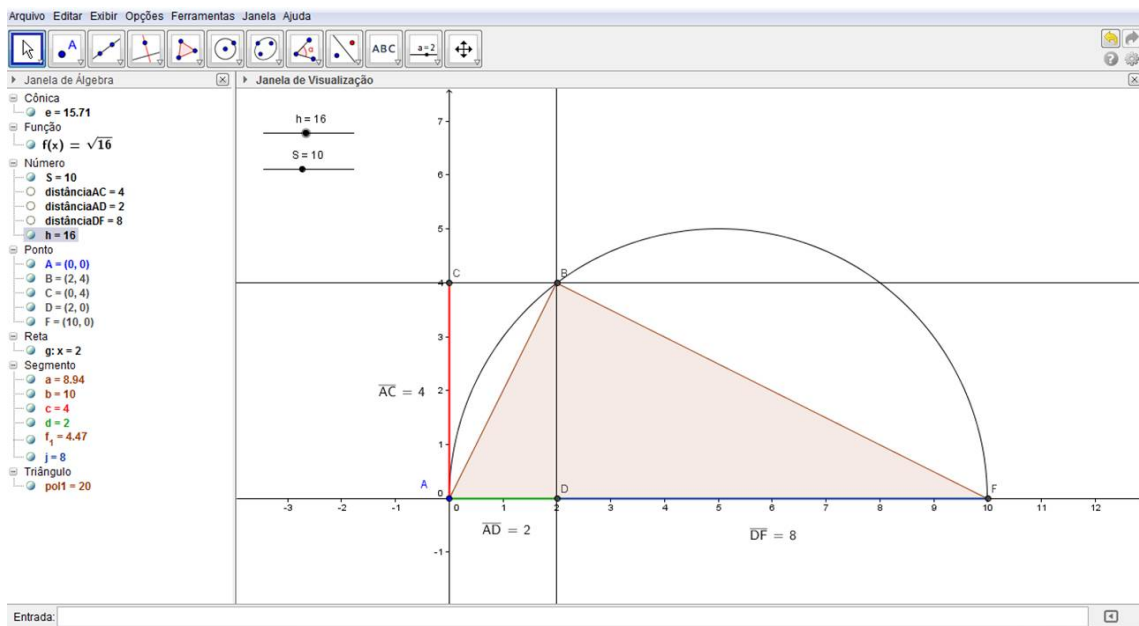 Arquivo Editar Exibir Opções Ferramentas Janela Ajuda
A
α
ABC
a = 2
Janela de Álgebra
Cônica
e = 15.71
Função
f(x) = √16
Número
S = 10
distânciaAC = 4
distânciaAD = 2
distânciaDF = 8
h = 16
Ponto
A = (0, 0)
B = (2, 4)
C = (0, 4)
D = (2, 0)
F = (10, 0)
Reta
g: x = 2
Segmento
a = 8.94
b = 10
c = 4
d = 2
f₁ = 4.47
j = 8
Triângulo
pol1 = 20
Janela de Visualização
h = 16
S = 10
7
6
5
4
3
2
1
0
-1
C
B
A
D
F
AC = 4
-3 -2 -1 0 1 2 3 4 5 6 7 8 9 10 11 12
AD = 2
DF = 8
Entrada: